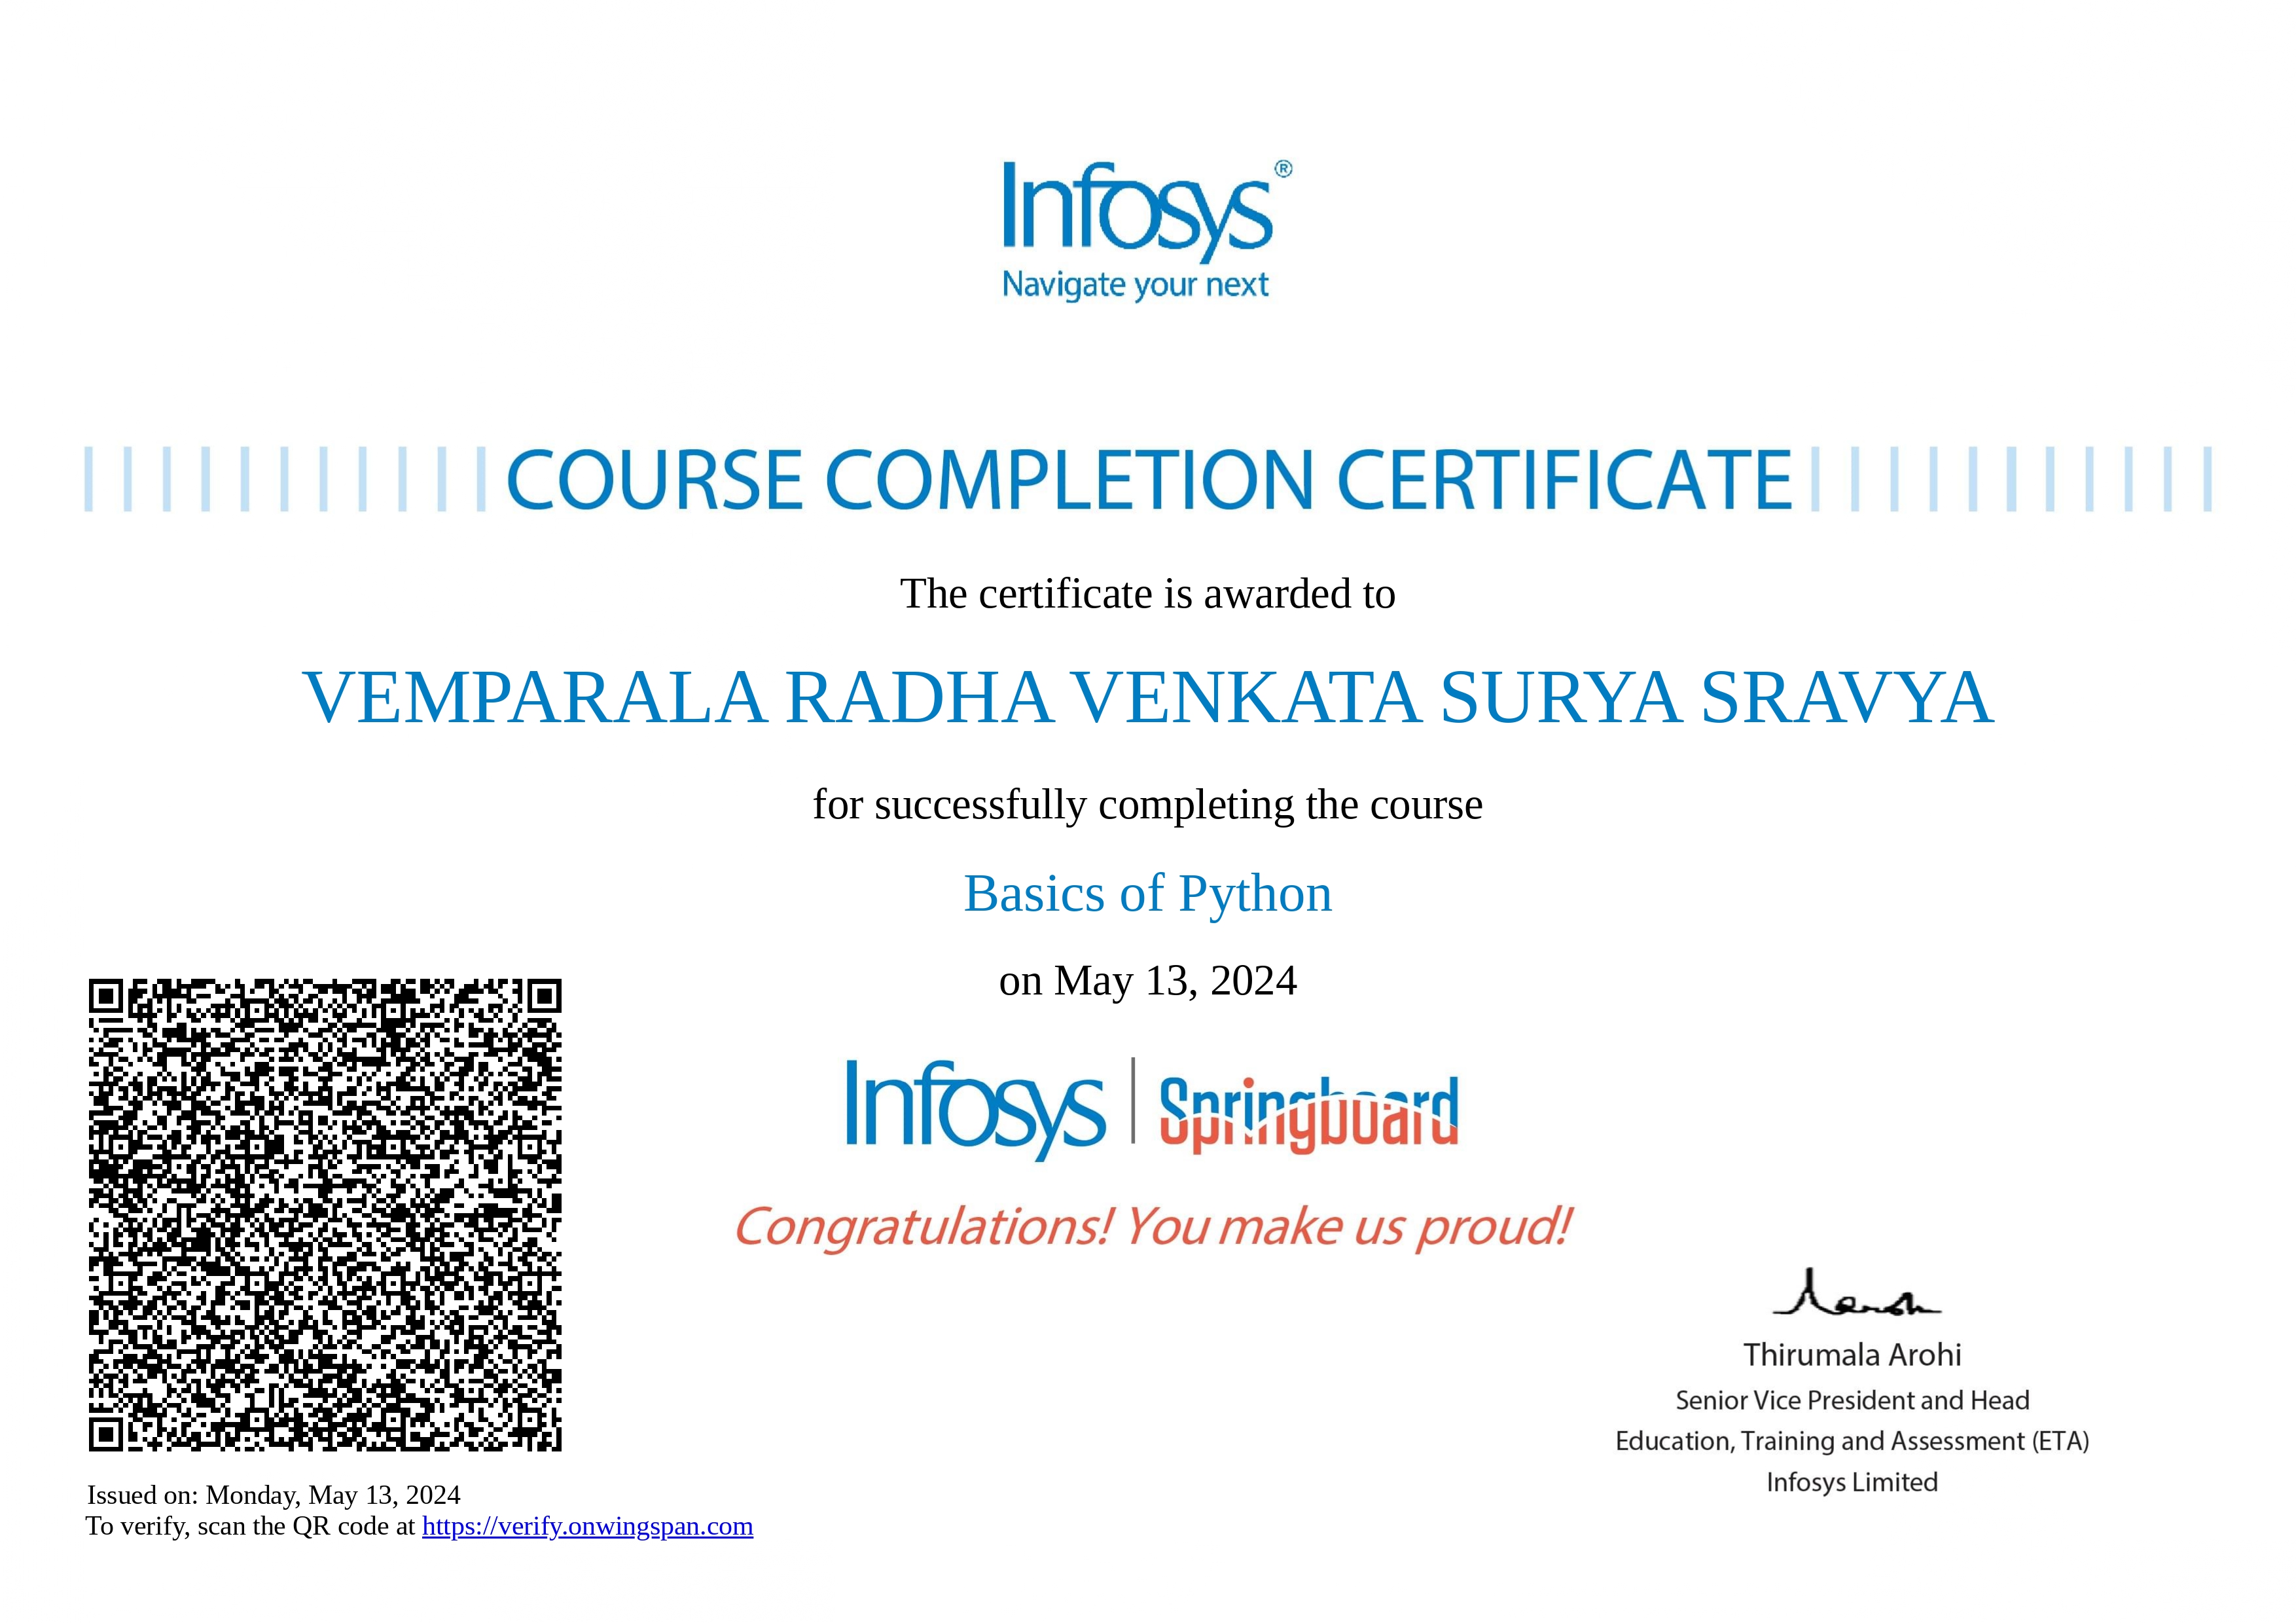 Infosys®
Navigate your next
COURSE COMPLETION CERTIFICATE
The certificate is awarded to
VEMPARALA RADHA VENKATA SURYA SRAVYA
for successfully completing the course
Basics of Python
on May 13, 2024
Infosys | Springboard
Congratulations! You make us proud!
Thirumala Arohi
Senior Vice President and Head
Education, Training and Assessment (ETA)
Infosys Limited
Issued on: Monday, May 13, 2024
To verify, scan the QR code at https://verify.onwingspan.com